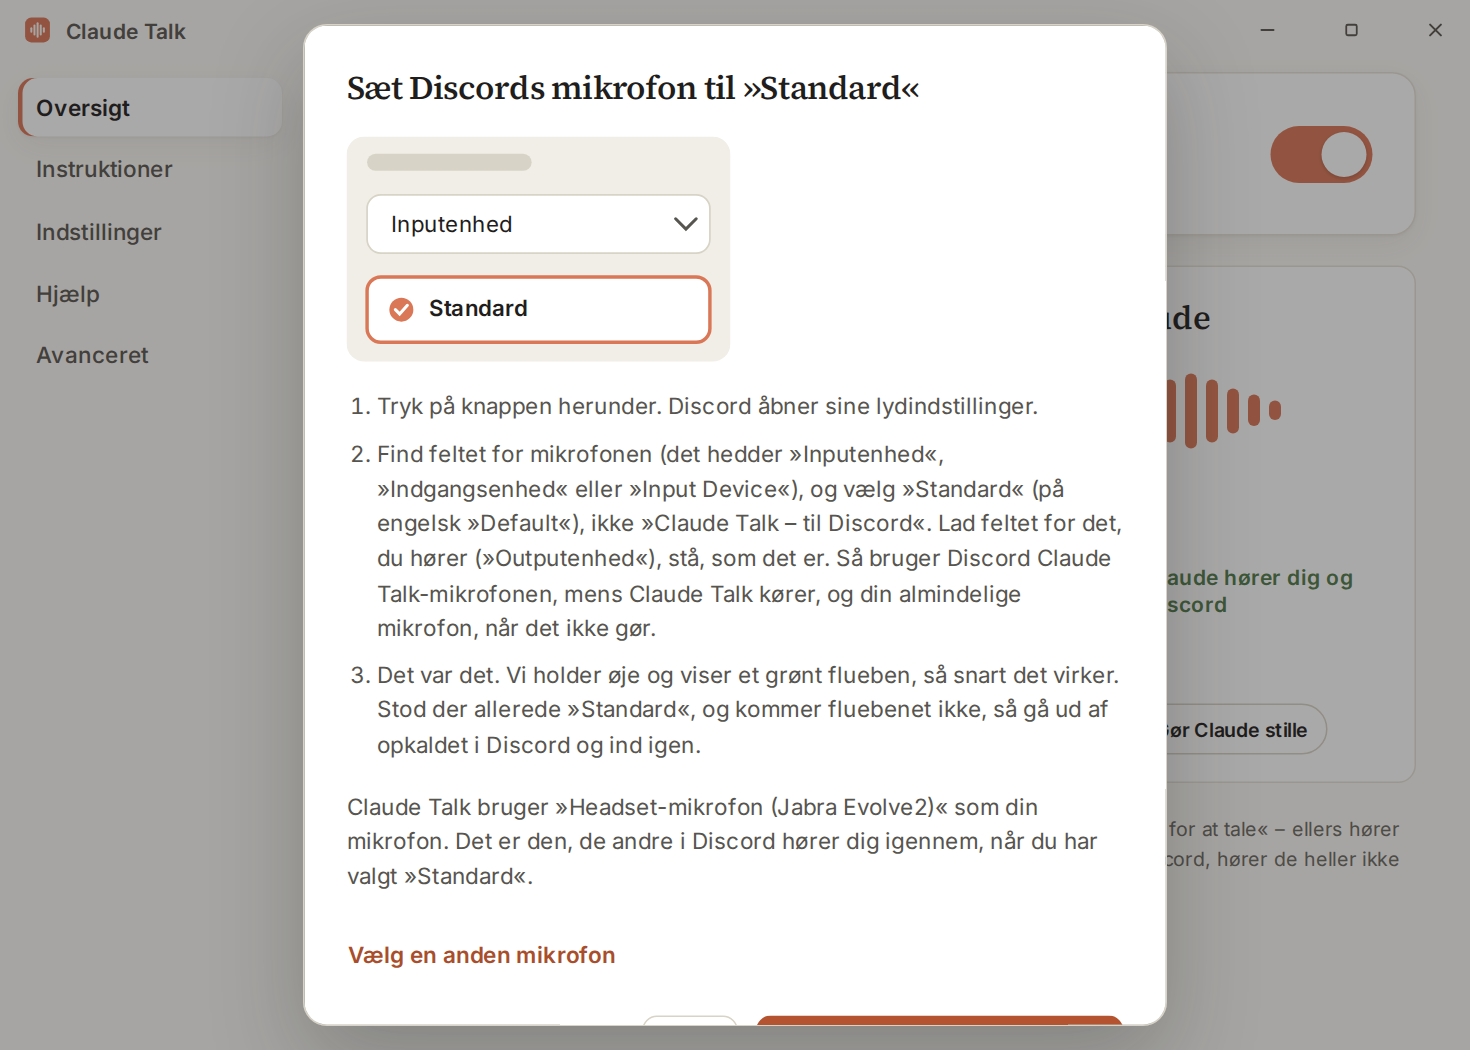 Claude Talk
Oversigt
Instruktioner
Indstillinger
Hjælp
Avanceret
Sæt Discords mikrofon til »Standard«
Inputenhed
Standard
1. Tryk på knappen herunder. Discord åbner sine lydindstillinger.
2. Find feltet for mikrofonen (det hedder »Inputenhed«,
»Indgangsenhed« eller »Input Device«), og vælg »Standard« (på
engelsk »Default«), ikke »Claude Talk – til Discord«. Lad feltet for det,
du hører (»Outputenhed«), stå, som det er. Så bruger Discord Claude
Talk-mikrofonen, mens Claude Talk kører, og din almindelige
mikrofon, når det ikke gør.
3. Det var det. Vi holder øje og viser et grønt flueben, så snart det virker.
Stod der allerede »Standard«, og kommer fluebenet ikke, så gå ud af
opkaldet i Discord og ind igen.
Claude Talk bruger »Headset-mikrofon (Jabra Evolve2)« som din
mikrofon. Det er den, de andre i Discord hører dig igennem, når du har
valgt »Standard«.
Vælg en anden mikrofon
hører dig og
Claude stille
for at tale« – ellers hører
hører de heller ikke